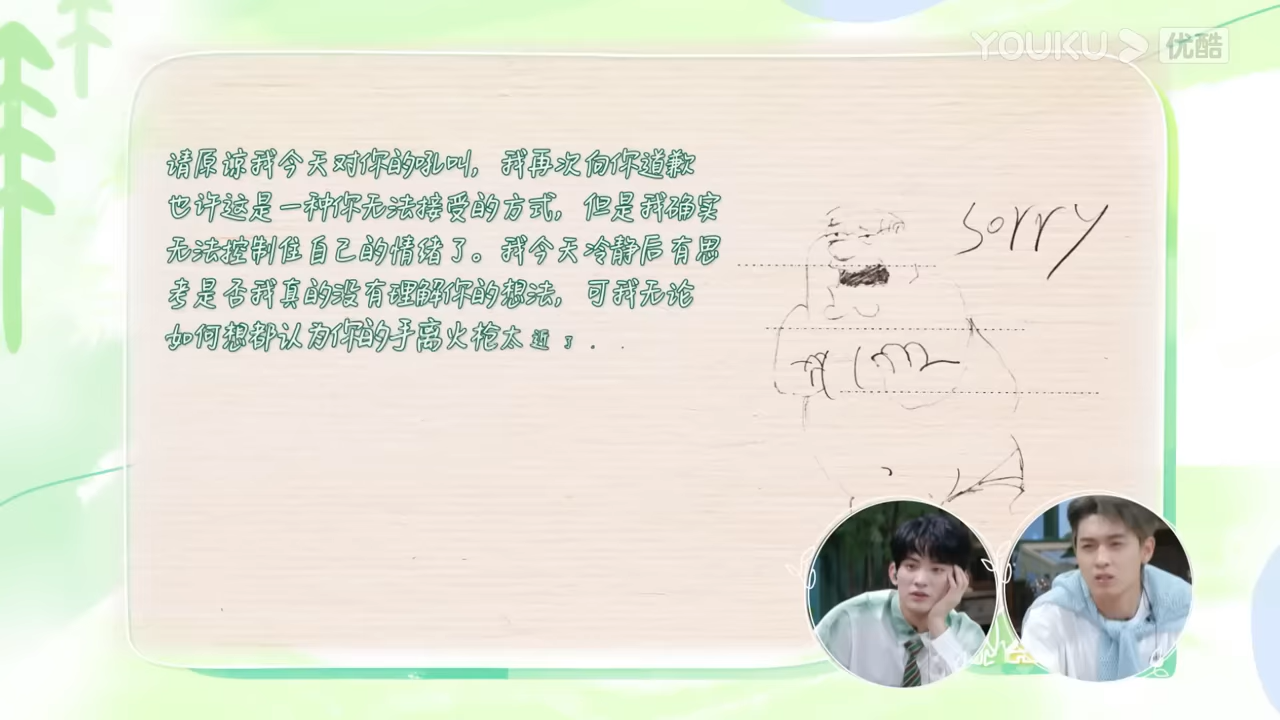 YOUKU 优酷
请原谅我今天对你的吼叫，我再次向你道歉
也许这是一种你无法接受的方式，但是我确实
无法控制住自己的情绪了。我今天冷静后有思
考是否我真的没有理解你的想法，可我无论
如何想都认为你的手离火枪太近了..
sorry